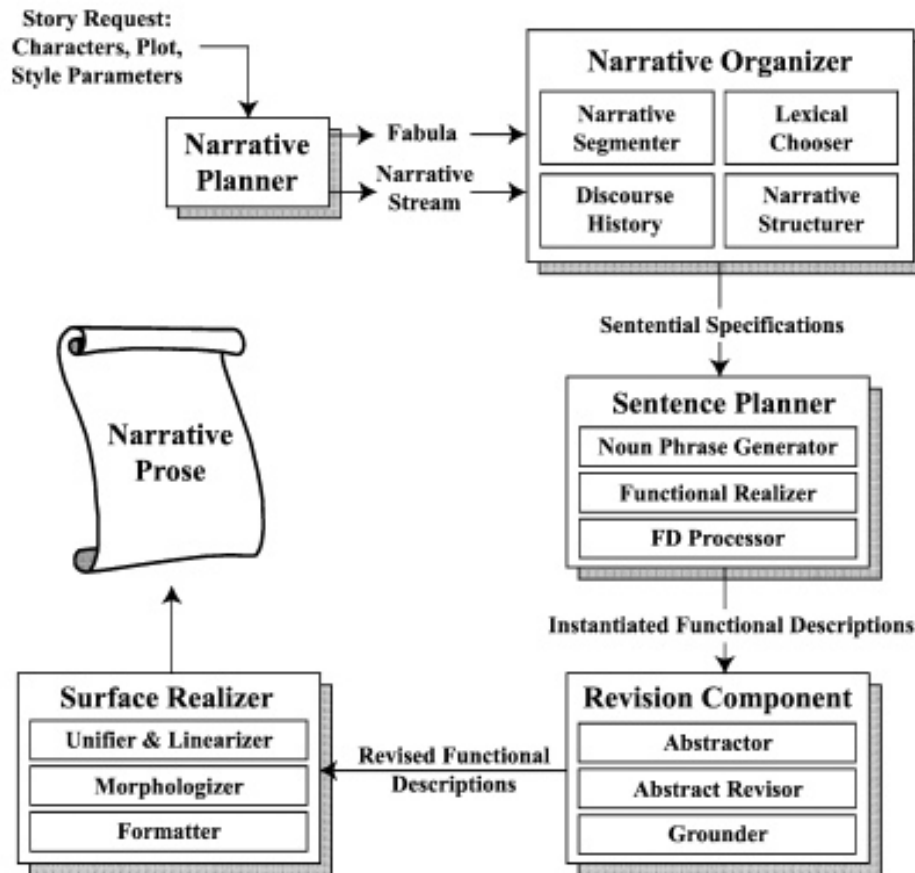 Story Request:
Characters, Plot,
Style Parameters
Narrative
Planner
Fabula
Narrative
Stream
Narrative Organizer
Narrative
Segmenter
Lexical
Chooser
Discourse
History
Narrative
Structurer
Sentential Specifications
Sentence Planner
Noun Phrase Generator
Functional Realizer
FD Processor
Instantiated Functional Descriptions
Revision Component
Abstractor
Abstract Revisor
Grounder
Revised Functional
Descriptions
Surface Realizer
Unifier & Linearizer
Morphologizer
Formatter
Narrative
Prose